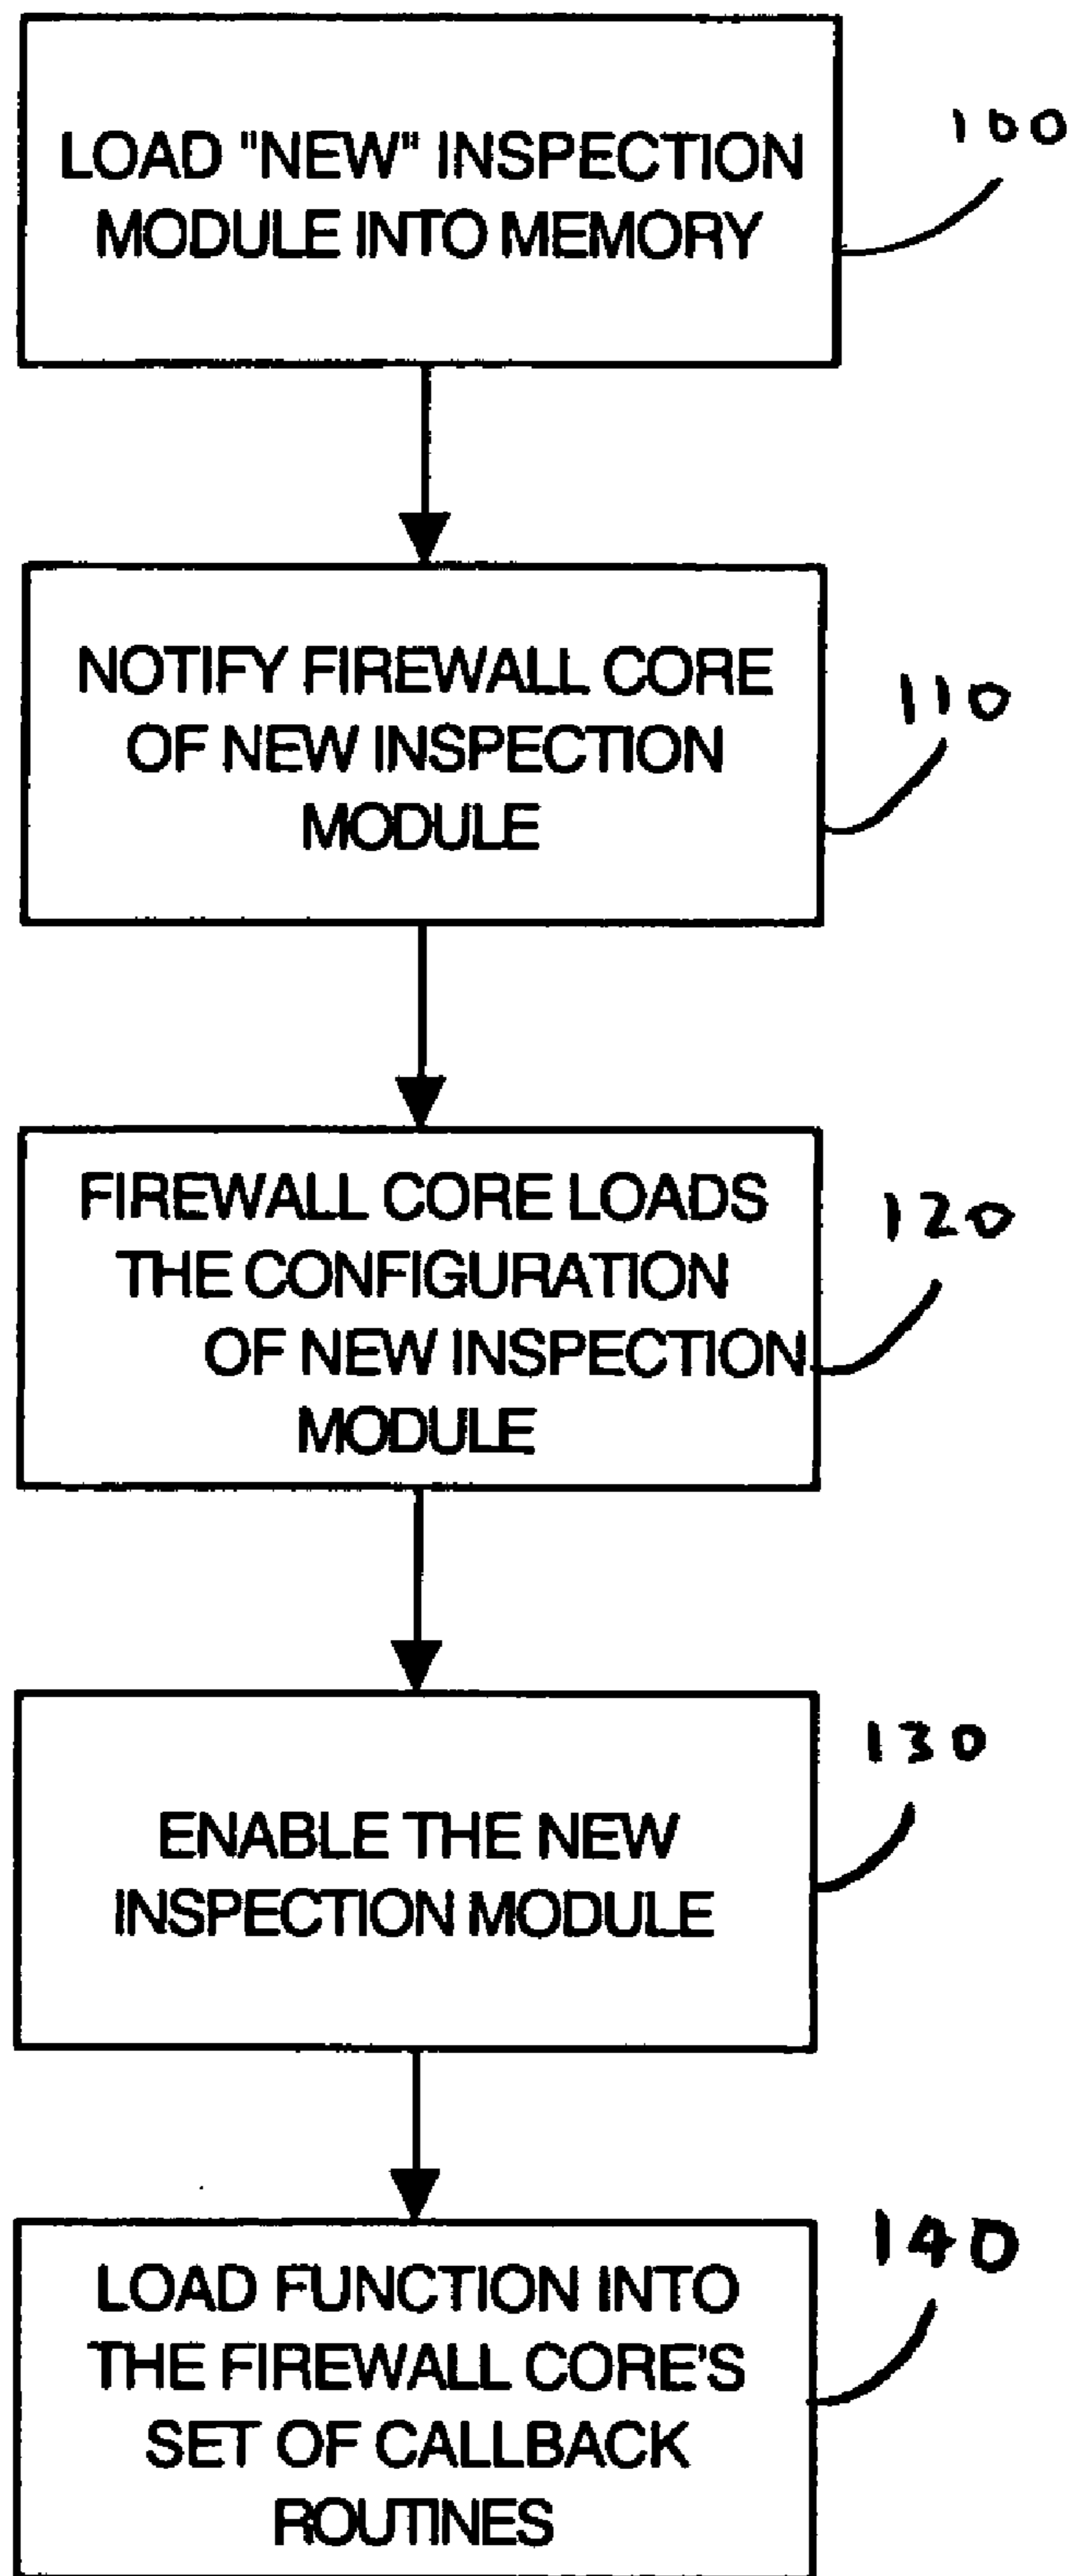 LOAD "NEW" INSPECTION
MODULE INTO MEMORY
100
NOTIFY FIREWALL CORE
OF NEW INSPECTION
MODULE
110
FIREWALL CORE LOADS
THE CONFIGURATION
OF NEW INSPECTION
MODULE
120
ENABLE THE NEW
INSPECTION MODULE
130
LOAD FUNCTION INTO
THE FIREWALL CORE'S
SET OF CALLBACK
ROUTINES
140